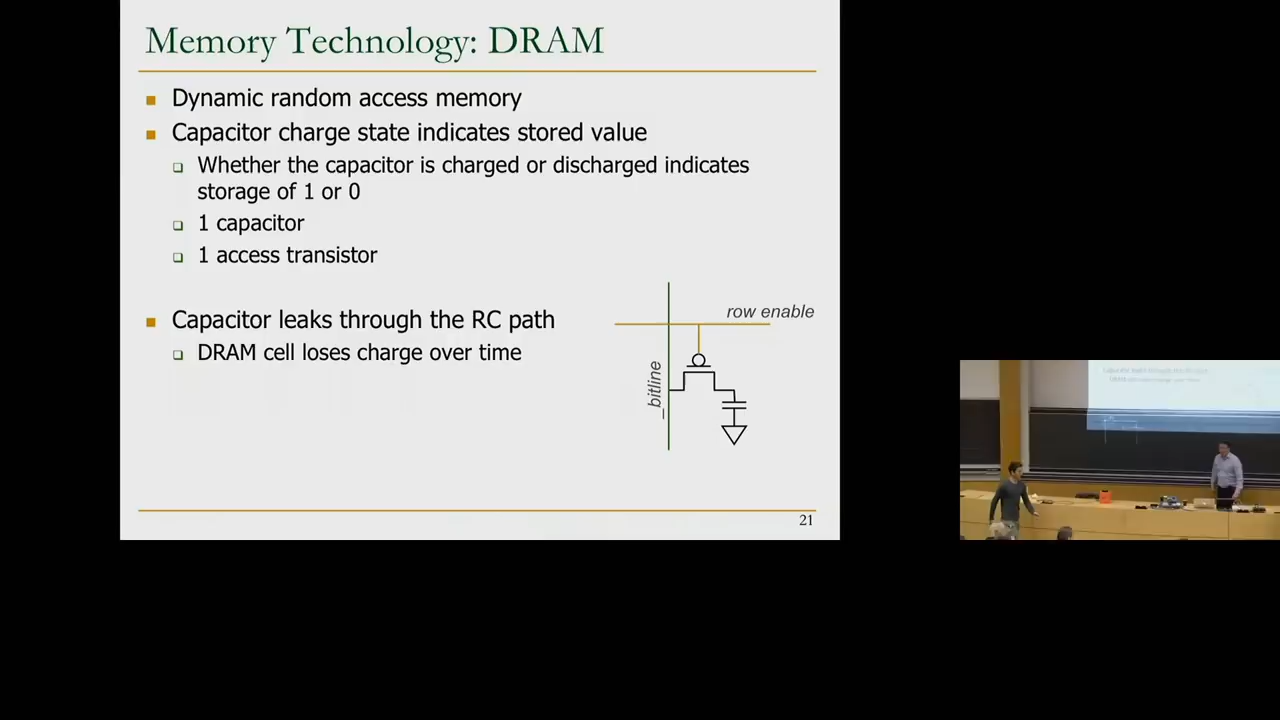 Memory Technology: DRAM
Dynamic random access memory
Capacitor charge state indicates stored value
Whether the capacitor is charged or discharged indicates
storage of 1 or 0
1 capacitor
1 access transistor
Capacitor leaks through the RC path
DRAM cell loses charge over time
row enable
_bitline
21